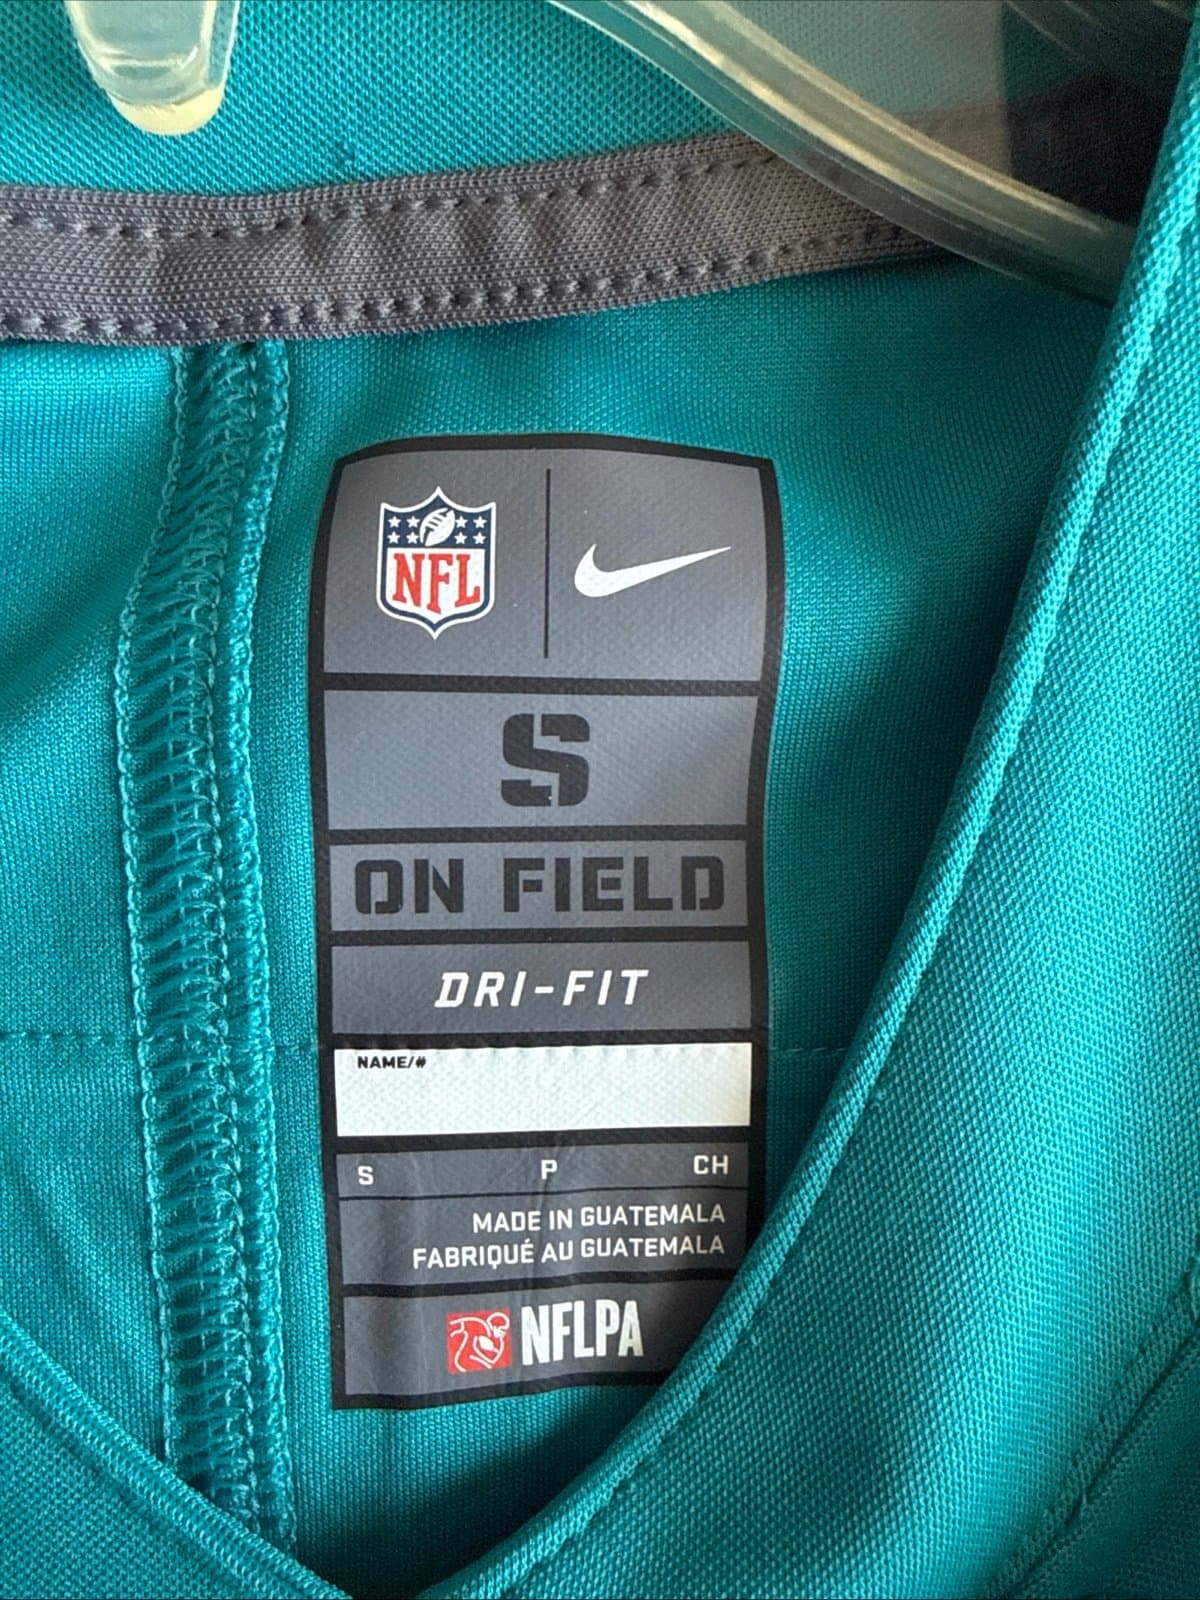 NFL
S
ON FIELD
DRI-FIT
NAME/#
S P CH
MADE IN GUATEMALA
FABRIQUÉ AU GUATEMALA
NFLPA